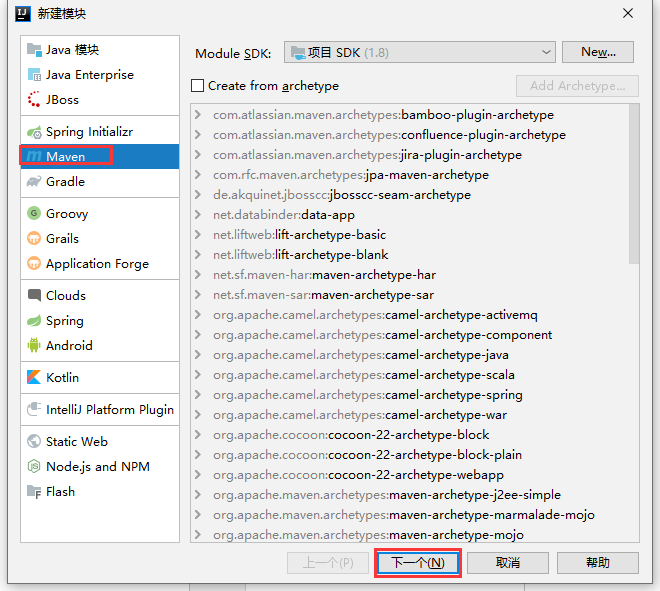 新建模块
Java 模块
Java Enterprise
JBoss
Spring Initializr
Maven
Gradle
Groovy
Grails
Application Forge
Clouds
Spring
Android
Kotlin
IntelliJ Platform Plugin
Static Web
Node.js and NPM
Flash
Module SDK: 项目 SDK (1.8) New...
Create from archetype Add Archetype...
com.atlassian.maven.archetypes:bamboo-plugin-archetype
com.atlassian.maven.archetypes:confluence-plugin-archetype
com.atlassian.maven.archetypes:jira-plugin-archetype
com.rfc.maven.archetypes:jpa-maven-archetype
de.akquinet.jbosscc:jbosscc-seam-archetype
net.databinder:data-app
net.liftweb:lift-archetype-basic
net.liftweb:lift-archetype-blank
net.sf.maven-har:maven-archetype-har
net.sf.maven-sar:maven-archetype-sar
org.apache.camel.archetypes:camel-archetype-activemq
org.apache.camel.archetypes:camel-archetype-component
org.apache.camel.archetypes:camel-archetype-java
org.apache.camel.archetypes:camel-archetype-scala
org.apache.camel.archetypes:camel-archetype-spring
org.apache.camel.archetypes:camel-archetype-war
org.apache.cocoon:cocoon-22-archetype-block
org.apache.cocoon:cocoon-22-archetype-block-plain
org.apache.cocoon:cocoon-22-archetype-webapp
org.apache.maven.archetypes:maven-archetype-j2ee-simple
org.apache.maven.archetypes:maven-archetype-marmalade-mojo
org.apache.maven.archetypes:maven-archetype-mojo
上一个(P) 下一个(N) 取消 帮助